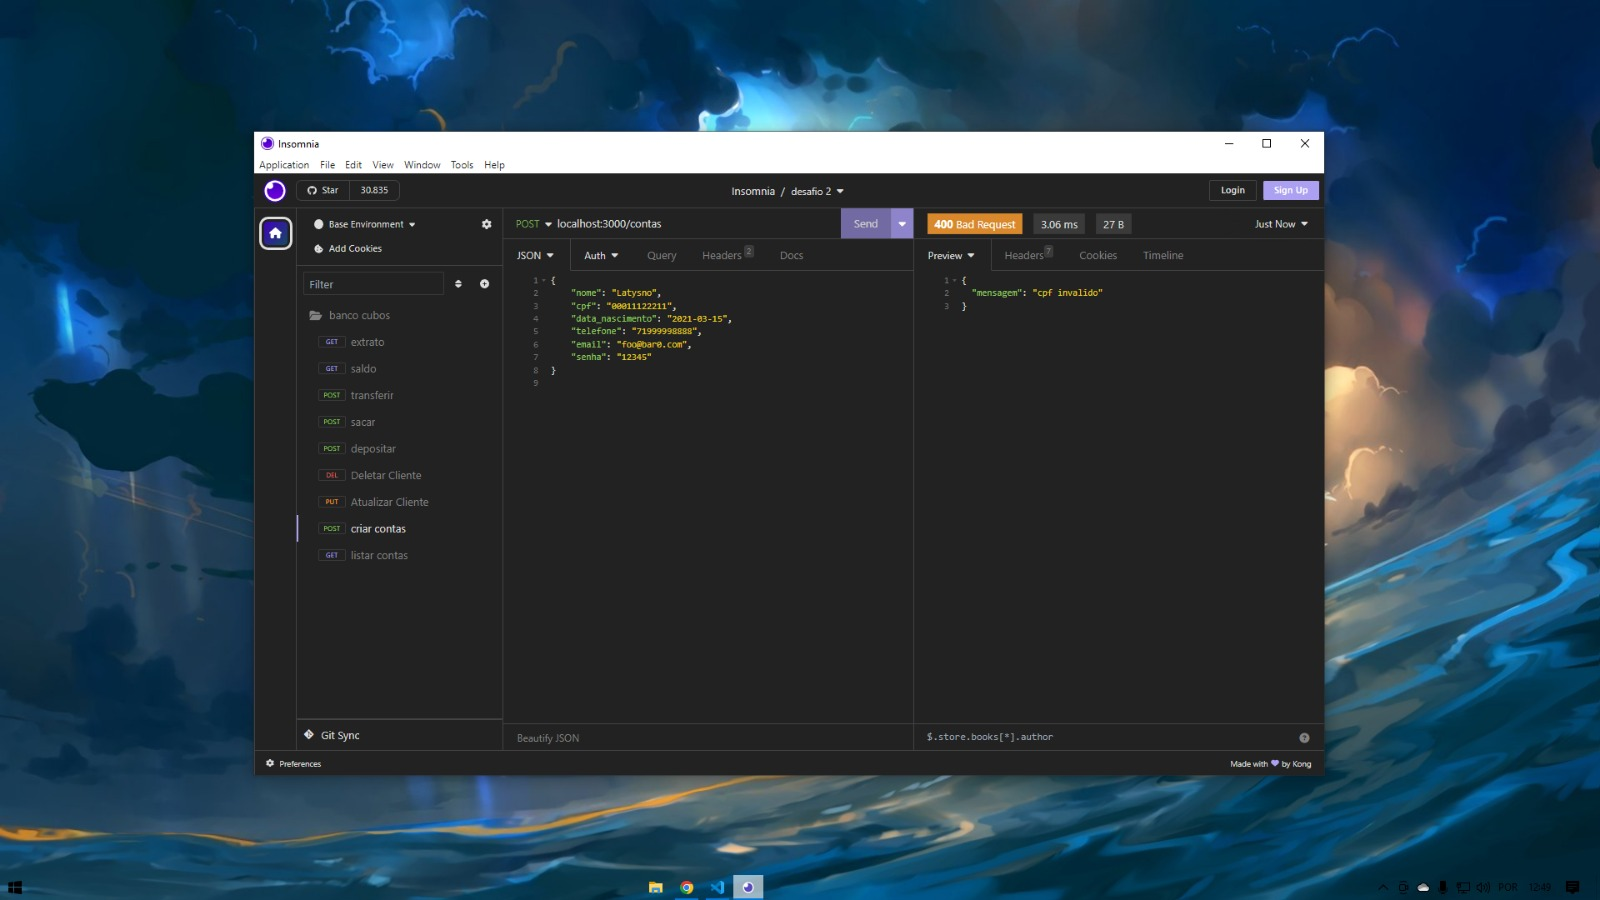 Insomnia
Application File Edit View Window Tools Help
Star 30.835
Insomnia / desafio 2
Login Sign Up
Base Environment
Add Cookies
Filter
banco cubos
GET extrato
GET saldo
POST transferir
POST sacar
POST depositar
DEL Deletar Cliente
PUT Atualizar Cliente
POST criar contas
GET listar contas
Git Sync
Preferences
POST localhost:3000/contas
Send
JSON Auth Query Headers 2 Docs
1 {
2 "nome": "Latysno",
3 "cpf": "00011122211",
4 "data_nascimento": "2021-03-15",
5 "telefone": "71999998888",
6 "email": "foo@bar0.com",
7 "senha": "12345"
8 }
9
Beautify JSON
400 Bad Request 3.06 ms 27 B Just Now
Preview Headers 7 Cookies Timeline
1 {
2 "mensagem": "cpf invalido"
3 }
$.store.books[*].author
Made with by Kong
POR 12:49